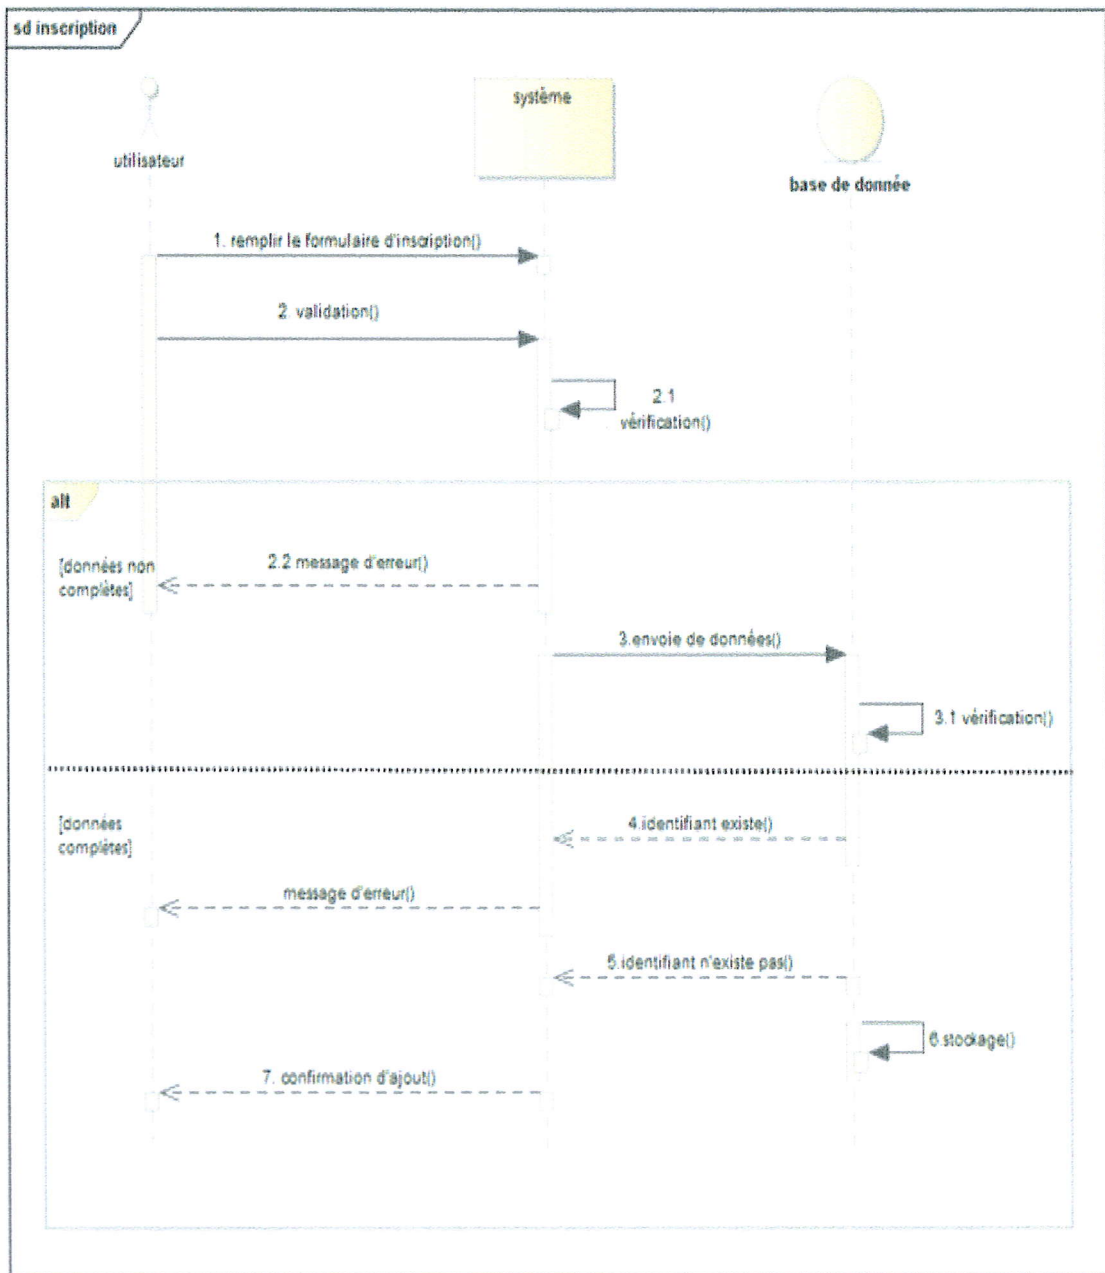 sd inscription
système
utilisateur
base de donnée
1. remplir le formulaire d'inscription()
2. validation()
2.1
vérification()
alt
[données non
complètes]
2.2 message d'erreur()
3.envoie de données()
3.1 vérification()
[données
complètes]
4.identifiant existe()
message d'erreur()
5.identifiant n'existe pas()
6.stockage()
7. confirmation d'ajout()